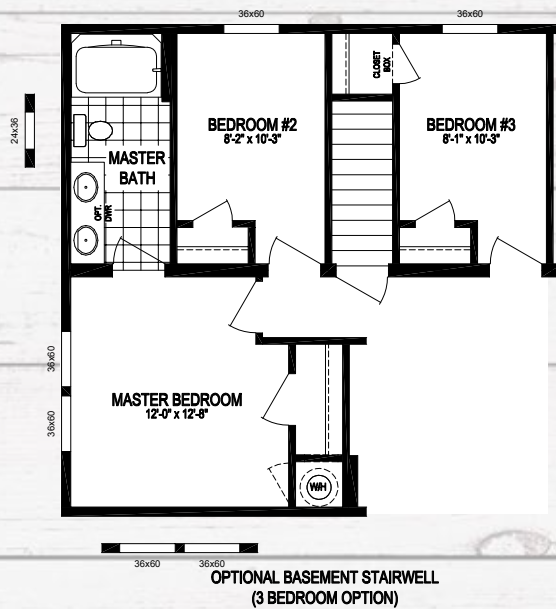 36x60
36x60
CLOSET
BOX
24x36
BEDROOM #2
8'-2" x 10'-3"
BEDROOM #3
8'-1" x 10'-3"
MASTER
BATH
OPT.
DWR
36x60
36x60
MASTER BEDROOM
12'-0" x 12'-8"
W/H
36x60
36x60
OPTIONAL BASEMENT STAIRWELL
(3 BEDROOM OPTION)